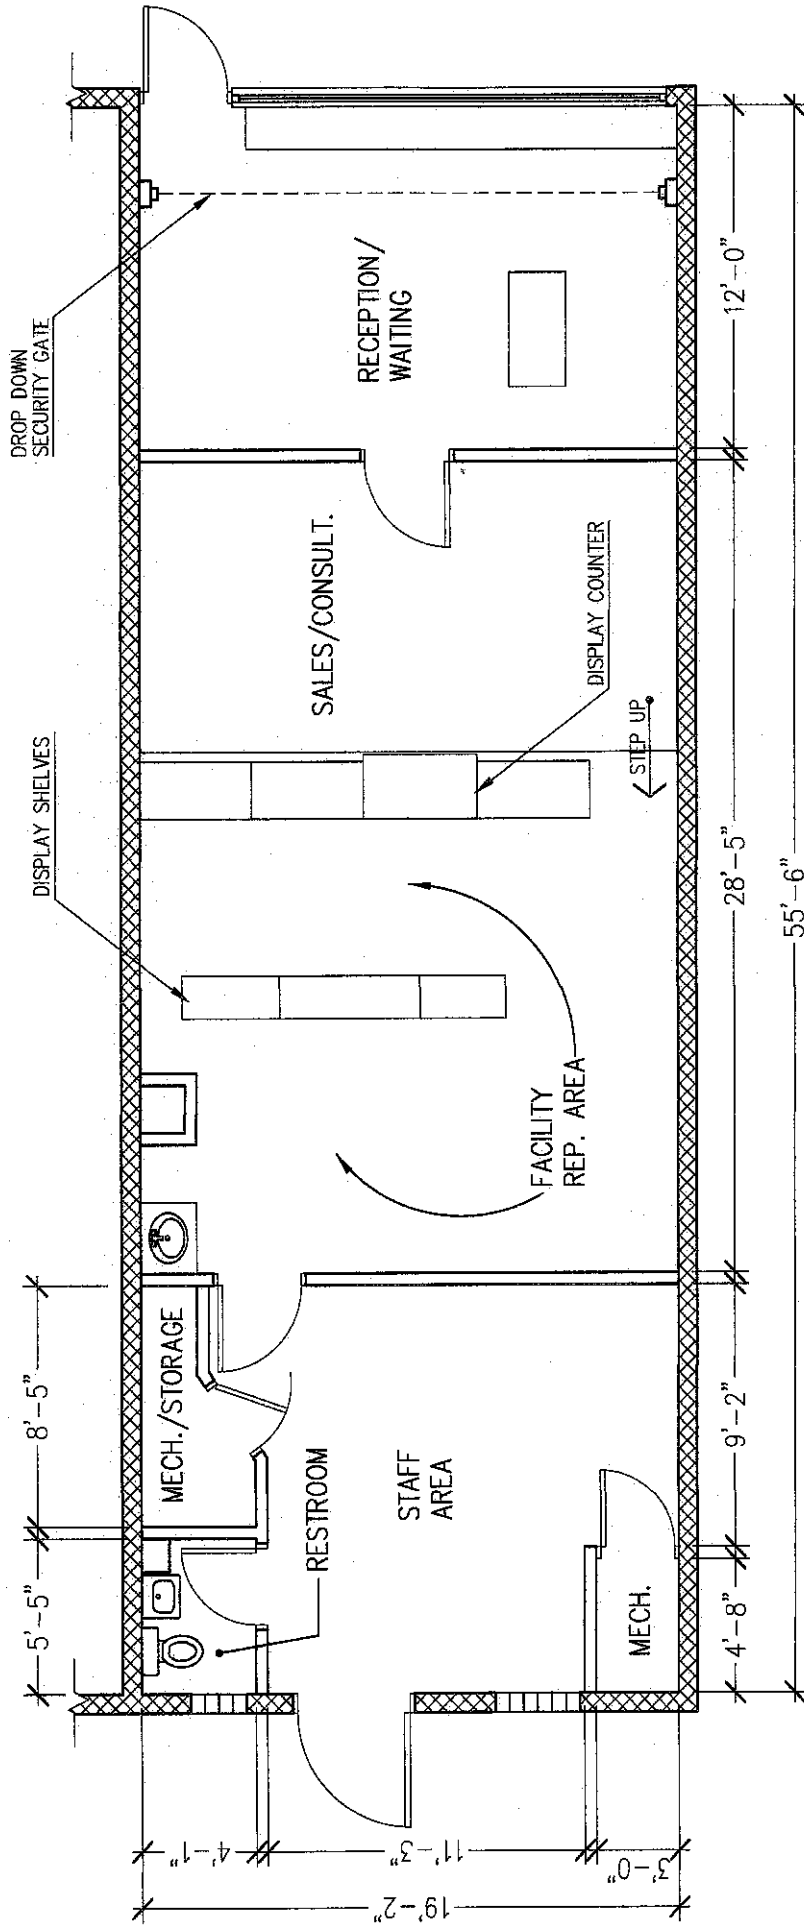 DROP DOWN
SECURITY GATE
RECEPTION/
WAITING
12'-0"
SALES/CONSULT.
DISPLAY COUNTER
STEP UP
DISPLAY SHELVES
28'-5"
55'-6"
FACILITY
REP. AREA
8'-5"
MECH./STORAGE
9'-2"
STAFF
AREA
RESTROOM
5'-5"
MECH.
4'-8"
4'-1"
11'-3"
3'-0"
19'-2"